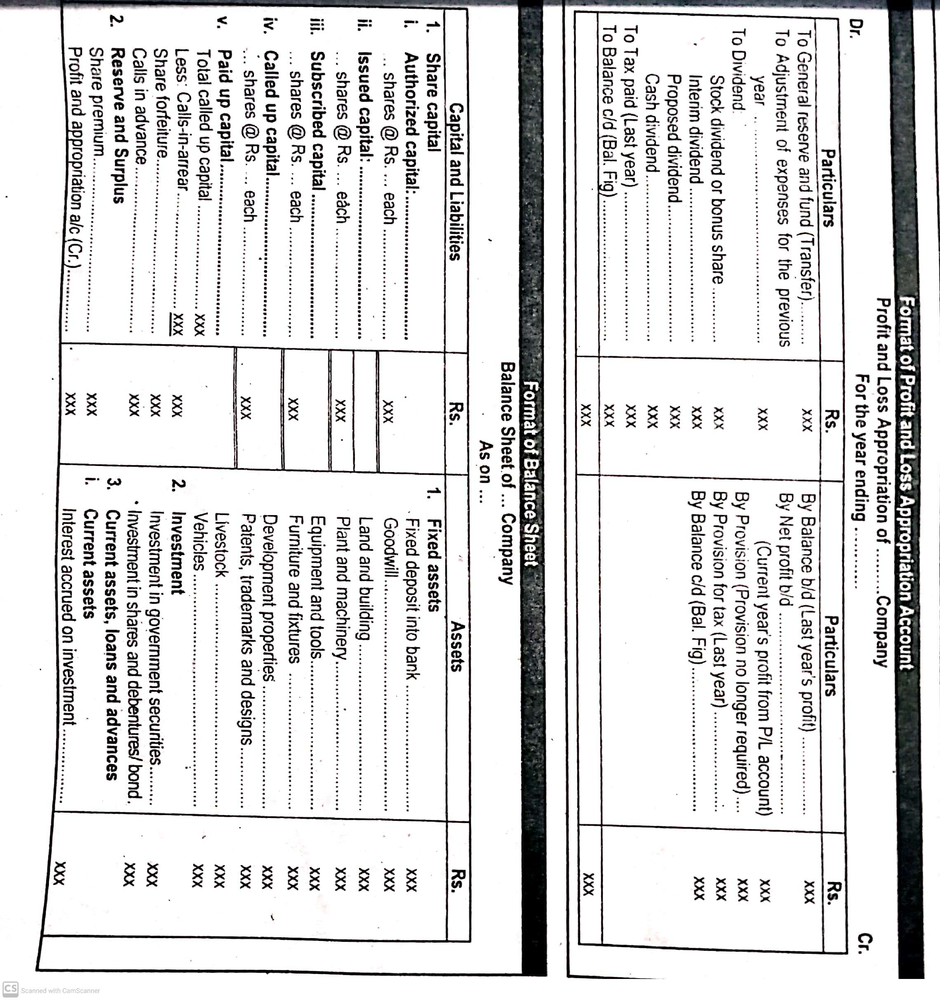 Format of Profit and Loss Appropriation Account
Profit and Loss Appropriation of ........Company
For the year ending ...........
Dr.
Cr.
Particulars
Rs.
To General reserve and fund (Transfer)........ xxx
To Adjustment of expenses for the previous
year .. .................................... xxx
To Dividend:
Stock dividend or bonus share ........... xxx
Interim dividend ............................... xxx
Proposed dividend............................ xxx
Cash dividend................................. xxx
To Tax paid (Last year) ............................. xxx
To Balance c/d (Bal. Fig)........................... xxx
xxx
Particulars
Rs.
By Balance b/d (Last year's profit) ............. xxx
By Net profit b/d .......................................
(Current year's profit from P/L account) xxx
By Provision (Provision no longer required)... xxx
By Provision for tax (Last year)................. xxx
By Balance c/d (Bal. Fig)........................... xxx
xxx
Format of Balance Sheet
Balance Sheet of ... Company
As on ...
Capital and Liabilities
Rs.
1. Share capital
i. Authorized capital:.............................
... shares @ Rs. ... each..................... xxx
ii. Issued capital: ..................................
... shares @ Rs. ... each..................... xxx
iii. Subscribed capital ............................
... shares @ Rs. ... each..................... xxx
iv. Called up capital................................
... shares @ Rs. ... each..................... xxx
v. Paid up capital..................................
Total called up capital .................... xxx
Less: Calls-in-arrear...................... xxx xxx
Share forfeiture................................. xxx
Calls in advance................................ xxx
2. Reserve and Surplus
Share premium.................................. xxx
Profit and appropriation a/c (Cr.)............ xxx
Assets
Rs.
1. Fixed assets
Fixed deposit into bank ......................... xxx
Goodwill............................................ xxx
Land and building ................................ xxx
Plant and machinery............................. xxx
Equipment and tools............................. xxx
Furniture and fixtures ........................... xxx
Development properties ....................... xxx
Patents, trademarks and designs............ xxx
Livestock .......................................... xxx
Vehicles............................................ xxx
2. Investment
Investment in government securities........ xxx
Investment in shares and debentures/ bond. xxx
3. Current assets, loans and advances
i. Current assets
Interest accrued on investment .............. xxx
CS Scanned with CamScanner